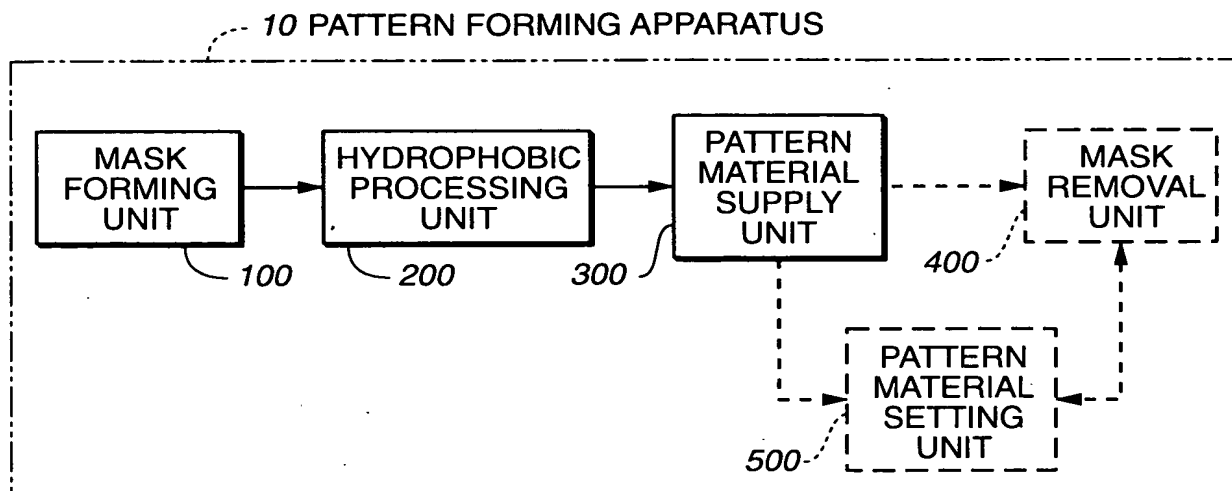 10 PATTERN FORMING APPARATUS
MASK
FORMING
UNIT
100
HYDROPHOBIC
PROCESSING
UNIT
200
PATTERN
MATERIAL
SUPPLY
UNIT
300
MASK
REMOVAL
UNIT
400
PATTERN
MATERIAL
SETTING
UNIT
500